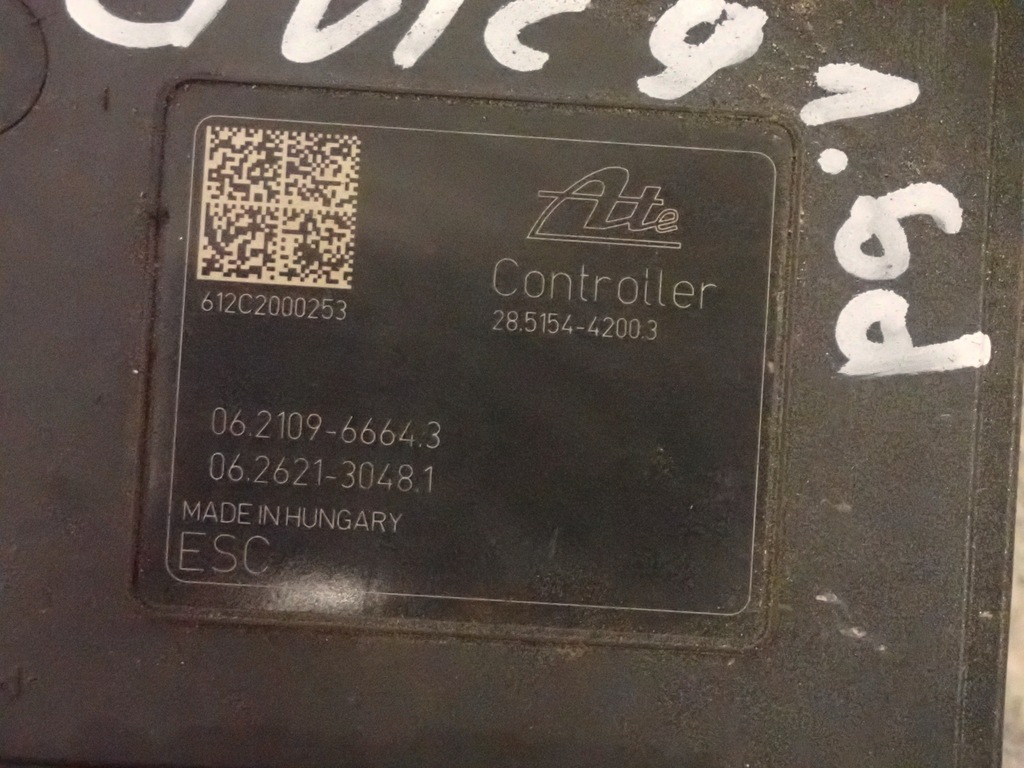 612C2000253
Ate
Controller
28.5154-4200.3
06.2109-6664.3
06.2621-3048.1
MADE IN HUNGARY
ESC